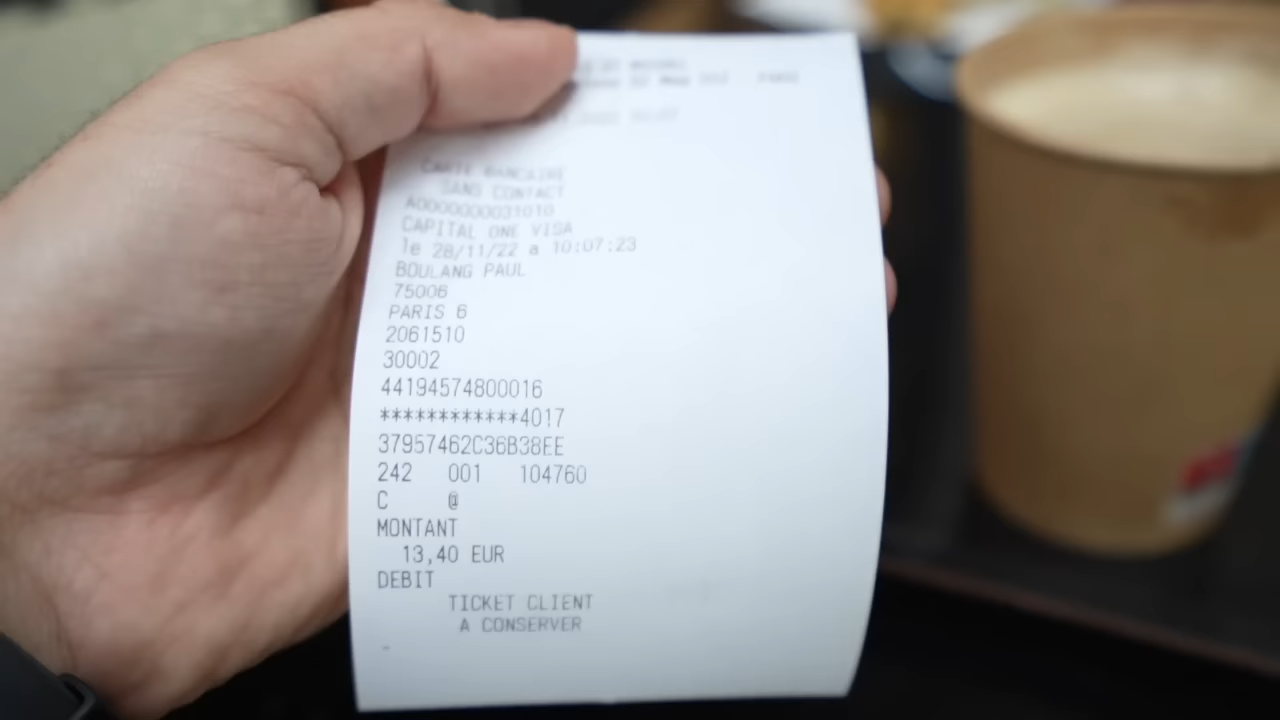 CARTE BANCAIRE
SANS CONTACT
A0000000031010
CAPITAL ONE VISA
le 28/11/22 a 10:07:23
BOULANG PAUL
75006
PARIS 6
2061510
30002
44194574800016
************4017
37957462C36B38EE
242 001 104760
C @
MONTANT
13,40 EUR
DEBIT
TICKET CLIENT
A CONSERVER